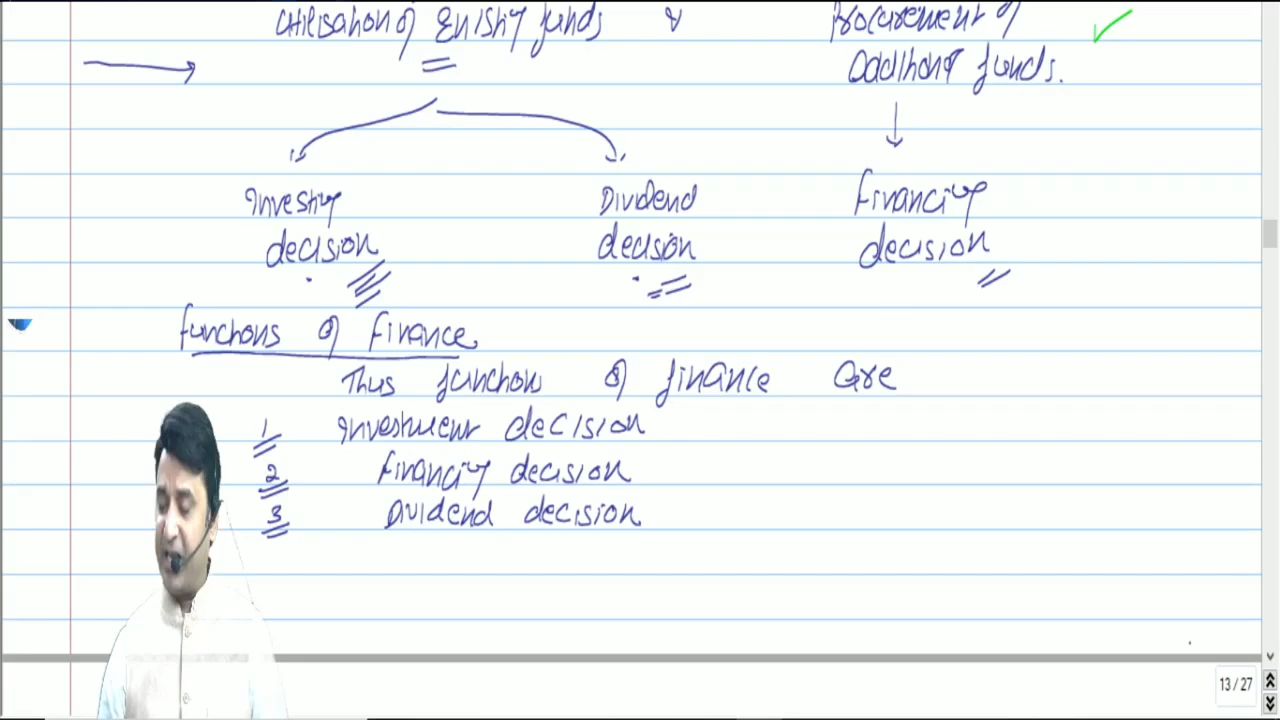 Utilisation of Existing funds & Procurement of
Additional funds.
Investing Dividend Financing
decision decision decision
Functions of Finance
Thus function of finance are
1 Investment decision
2 Financing decision
3 Dividend decision
13 / 27